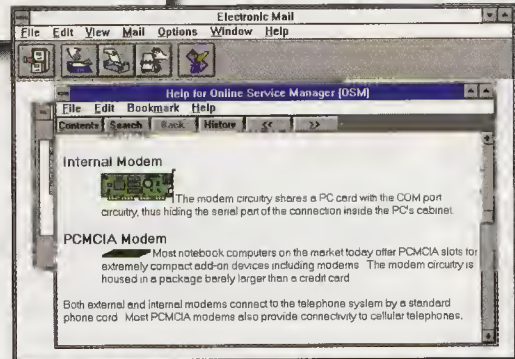 Electronic Mail
File Edit View Mail Options Window Help
Help for Online Service Manager (OSM)
File Edit Bookmark Help
Contents Search Back History << >>
Internal Modem
The modem circuitry shares a PC card with the COM port
circuitry, thus hiding the serial part of the connection inside the PC's cabinet.
PCMCIA Modem
Most notebook computers on the market today offer PCMCIA slots for
extremely compact add-on devices including modems. The modem circuitry is
housed in a package barely larger than a credit card
Both external and internal modems connect to the telephone system by a standard
phone cord. Most PCMCIA modems also provide connectivity to cellular telephones.